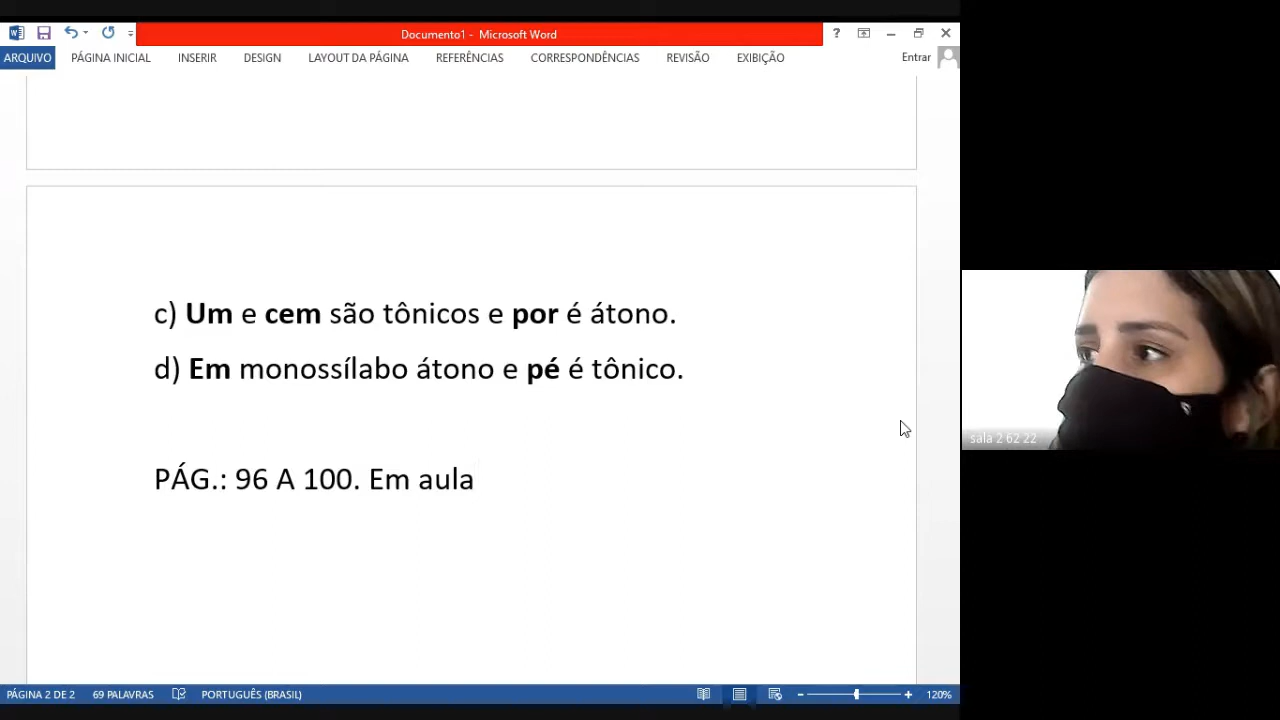 Documento1 - Microsoft Word
?
ARQUIVO PÁGINA INICIAL INSERIR DESIGN LAYOUT DA PÁGINA REFERÊNCIAS CORRESPONDÊNCIAS REVISÃO EXIBIÇÃO Entrar
c) Um e cem são tônicos e por é átono.
d) Em monossílabo átono e pé é tônico.
sala 2 62 22
PÁG.: 96 A 100. Em aula
PÁGINA 2 DE 2 69 PALAVRAS PORTUGUÊS (BRASIL) 120%